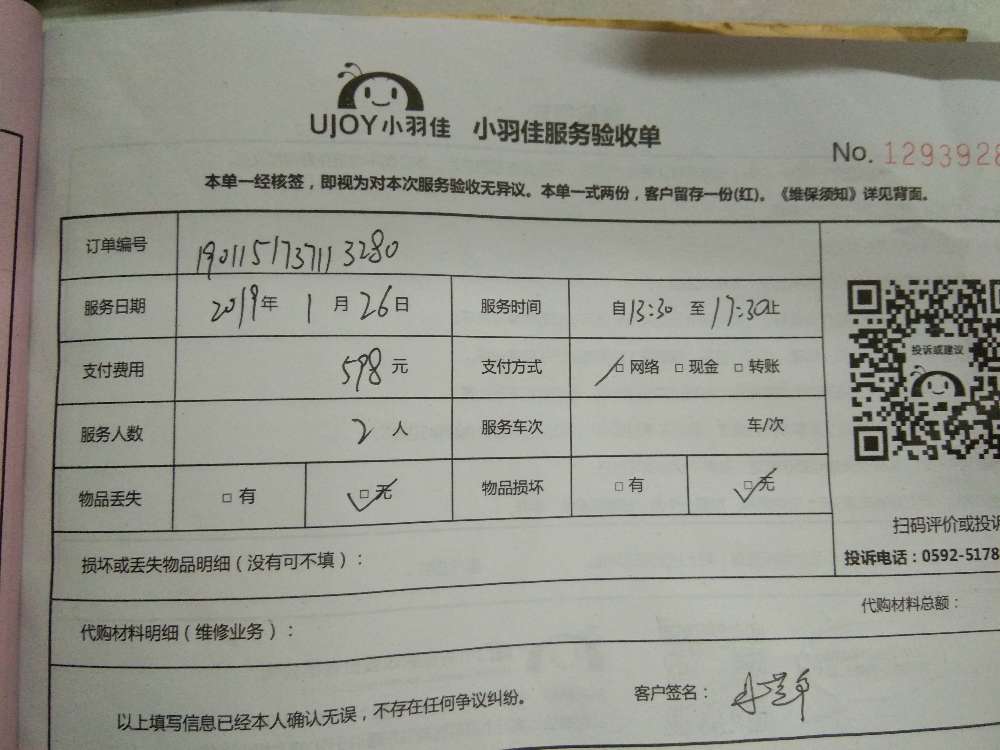 UJOY小羽佳 小羽佳服务验收单
No. 1293928
本单一经核签，即视为对本次服务验收无异议。本单一式两份，客户留存一份(红)。《维保须知》详见背面。
订单编号 1901151737113280
服务日期 2019年 1月26日 服务时间 自13:30 至17:30止
投诉或建议
支付费用 598元 支付方式 □网络 □现金 □转账
服务人数 2人 服务车次 车/次
物品丢失 □有 □无 物品损坏 □有 □无
扫码评价或投诉
投诉电话：0592-5178
损坏或丢失物品明细（没有可不填）：
代购材料明细（维修业务）： 代购材料总额：
以上填写信息已经本人确认无误，不存在任何争议纠纷。 客户签名：